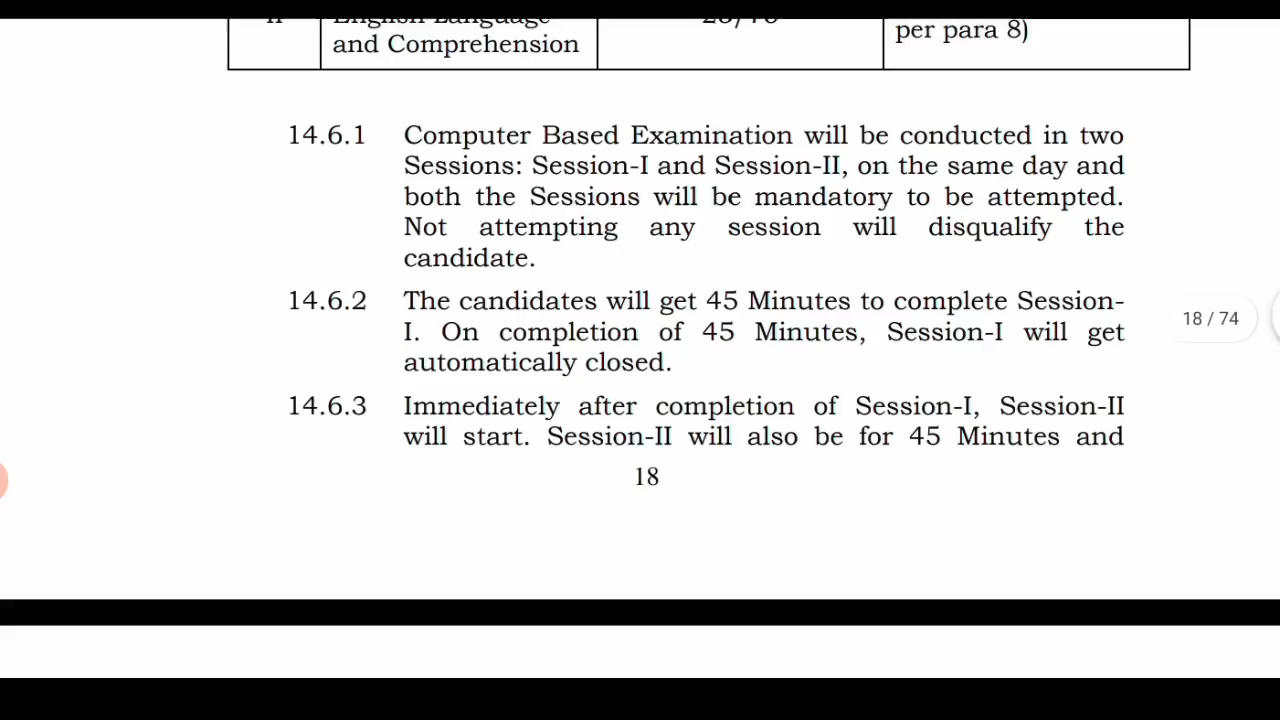 English Language
per para 8)
and Comprehension
14.6.1 Computer Based Examination will be conducted in two
Sessions: Session-I and Session-II, on the same day and
both the Sessions will be mandatory to be attempted.
Not attempting any session will disqualify the
candidate.
14.6.2 The candidates will get 45 Minutes to complete Session-
I. On completion of 45 Minutes, Session-I will get
automatically closed.
18 / 74
14.6.3 Immediately after completion of Session-I, Session-II
will start. Session-II will also be for 45 Minutes and
18